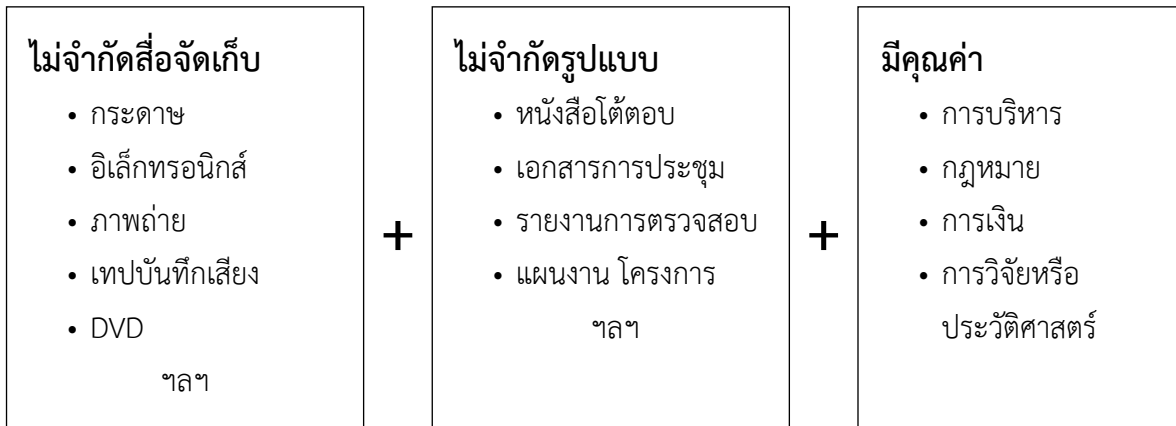 ไม่จำกัดสื่อจัดเก็บ
• กระดาษ
• อิเล็กทรอนิกส์
• ภาพถ่าย
• เทปบันทึกเสียง
• DVD
ฯลฯ
+
ไม่จำกัดรูปแบบ
• หนังสือโต้ตอบ
• เอกสารการประชุม
• รายงานการตรวจสอบ
• แผนงาน โครงการ
ฯลฯ
+
มีคุณค่า
• การบริหาร
• กฎหมาย
• การเงิน
• การวิจัยหรือ
ประวัติศาสตร์